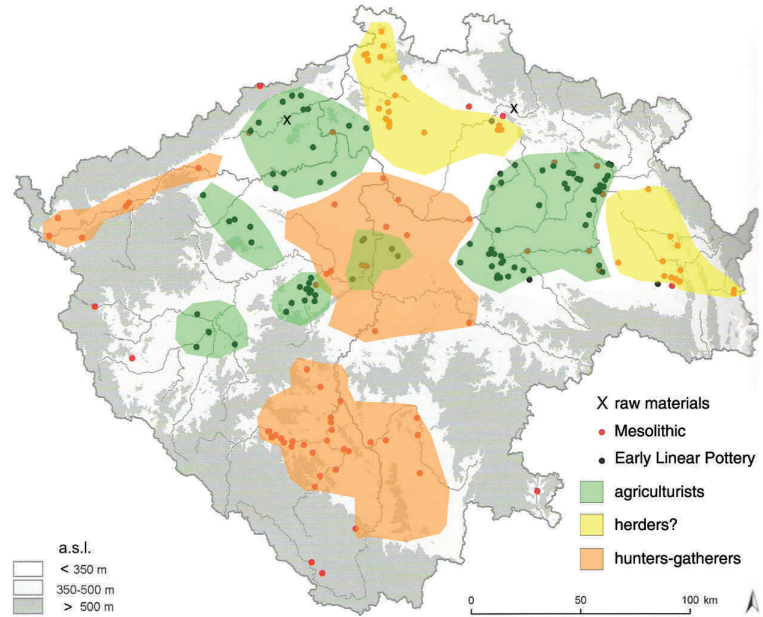 X
X
X raw materials
Mesolithic
Early Linear Pottery
agriculturists
herders?
hunters-gatherers
a.s.l.
< 350 m
350-500 m
> 500 m
0 50 100 km